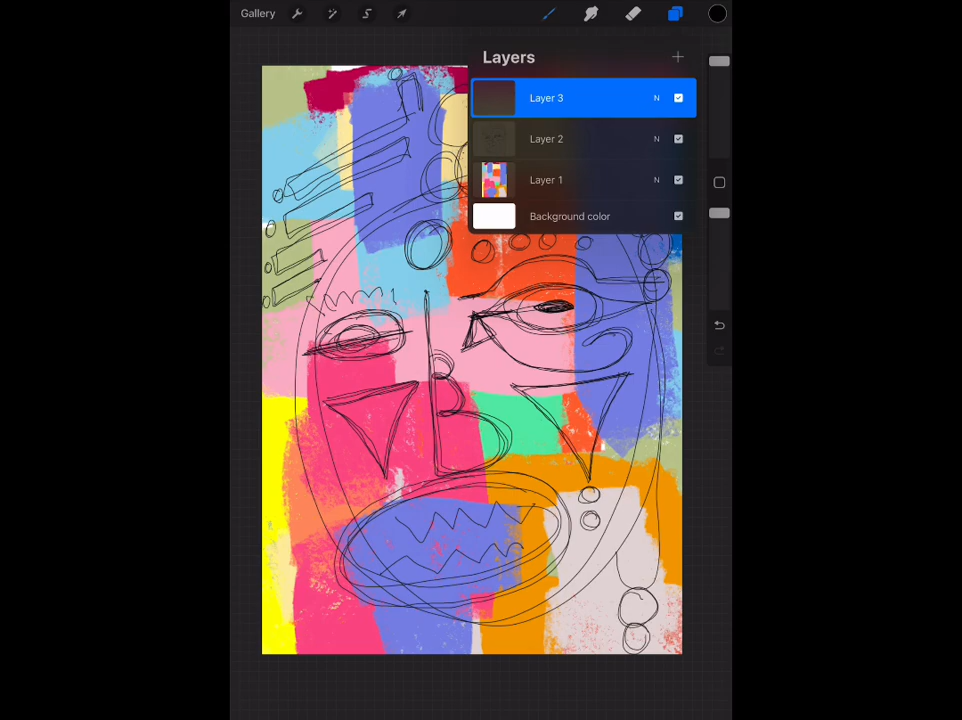 Gallery
Layers
Layer 3 N
Layer 2 N
Layer 1 N
Background color